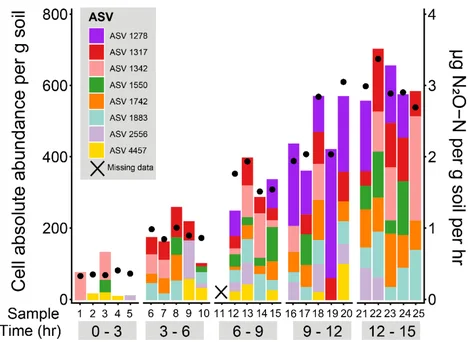 ASV
ASV 1278
ASV 1317
ASV 1342
ASV 1550
ASV 1742
ASV 1883
ASV 2556
ASV 4457
Missing data
Cell absolute abundance per g soil
800
600
400
200
0
µg N₂O−N per g soil per hr
4
3
2
1
0
Sample 1 2 3 4 5 6 7 8 9 10 11 12 13 14 15 16 17 18 19 20 21 22 23 24 25
Time (hr) 0 - 3 3 - 6 6 - 9 9 - 12 12 - 15